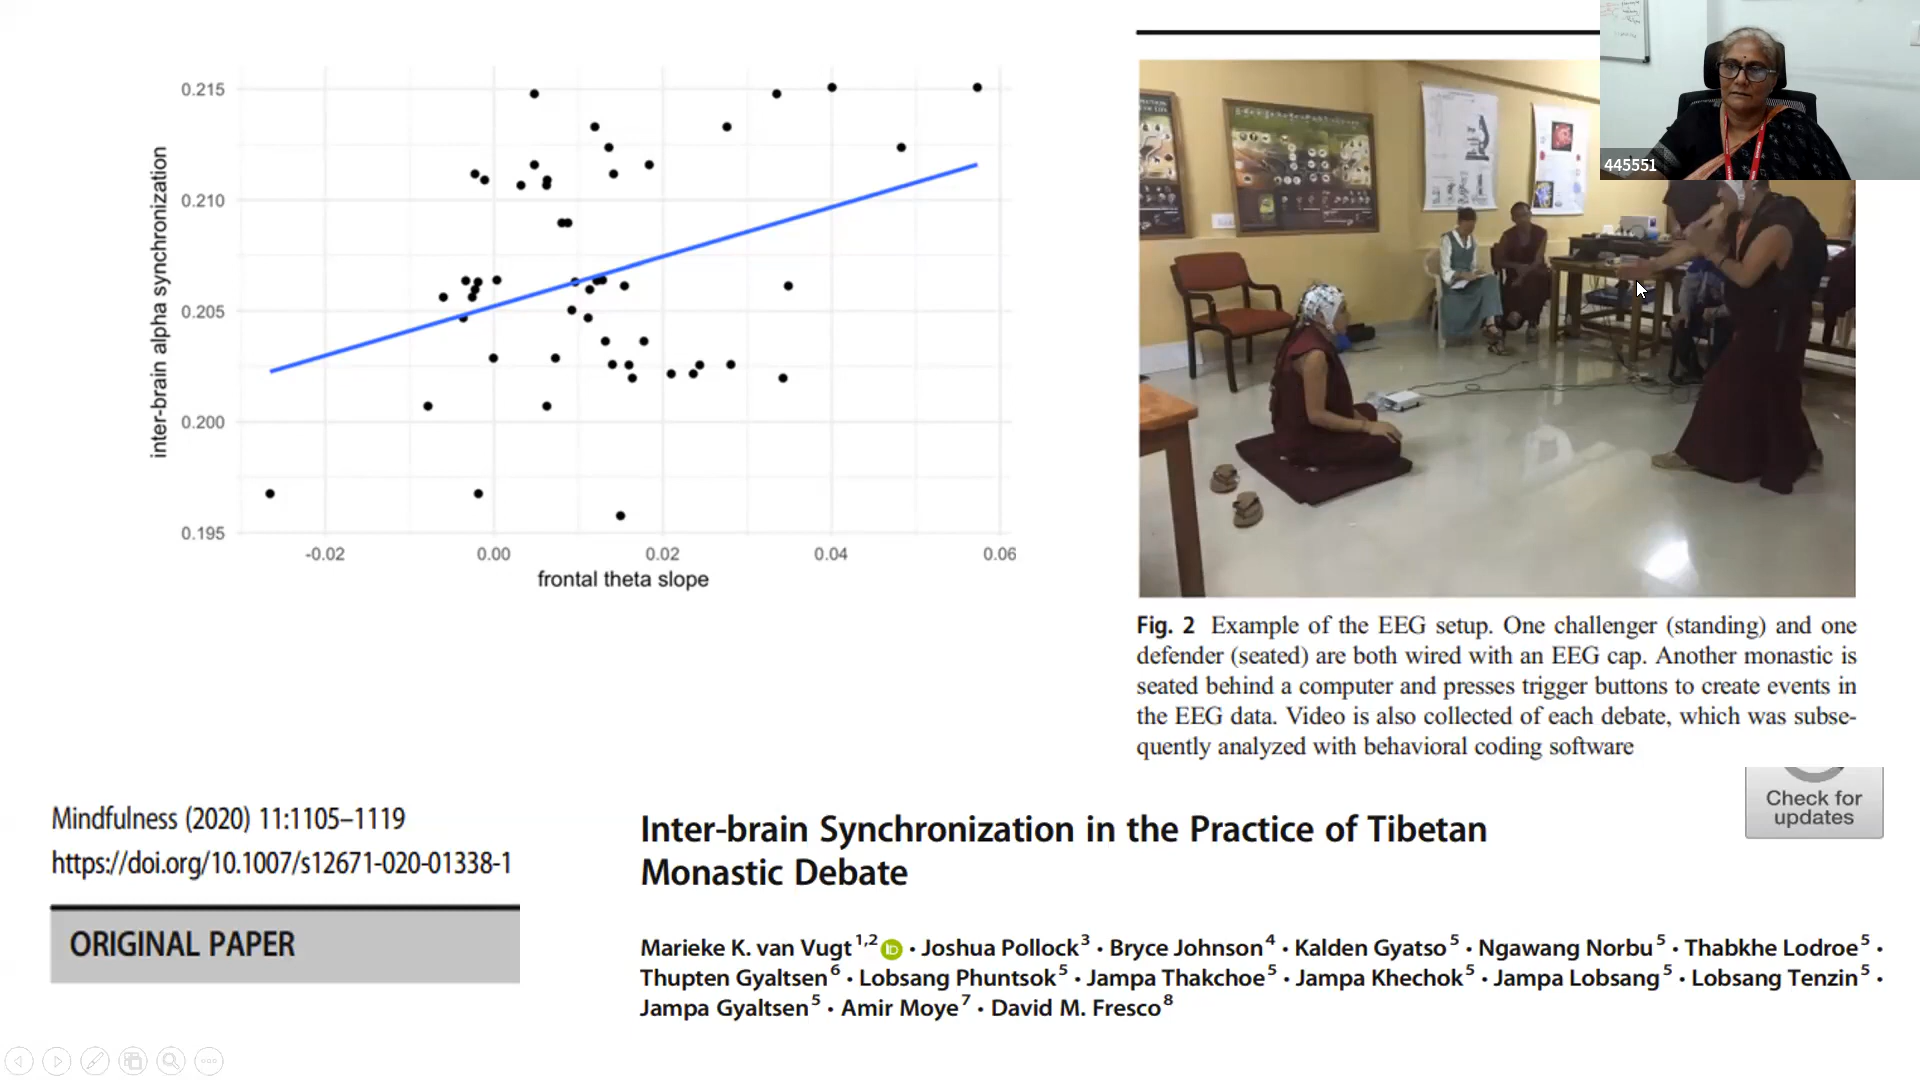 0.215
0.210
0.205
0.200
0.195
inter-brain alpha synchronization
-0.02
0.00
0.02
0.04
0.06
frontal theta slope
445551
Fig. 2 Example of the EEG setup. One challenger (standing) and one
defender (seated) are both wired with an EEG cap. Another monastic is
seated behind a computer and presses trigger buttons to create events in
the EEG data. Video is also collected of each debate, which was subse-
quently analyzed with behavioral coding software
Check for
updates
Mindfulness (2020) 11:1105–1119
https://doi.org/10.1007/s12671-020-01338-1
ORIGINAL PAPER
Inter-brain Synchronization in the Practice of Tibetan
Monastic Debate
Marieke K. van Vugt 1,2 iD · Joshua Pollock 3 · Bryce Johnson 4 · Kalden Gyatso 5 · Ngawang Norbu 5 · Thabkhe Lodroe 5 ·
Thupten Gyaltsen 6 · Lobsang Phuntsok 5 · Jampa Thakchoe 5 · Jampa Khechok 5 · Jampa Lobsang 5 · Lobsang Tenzin 5 ·
Jampa Gyaltsen 5 · Amir Moye 7 · David M. Fresco 8